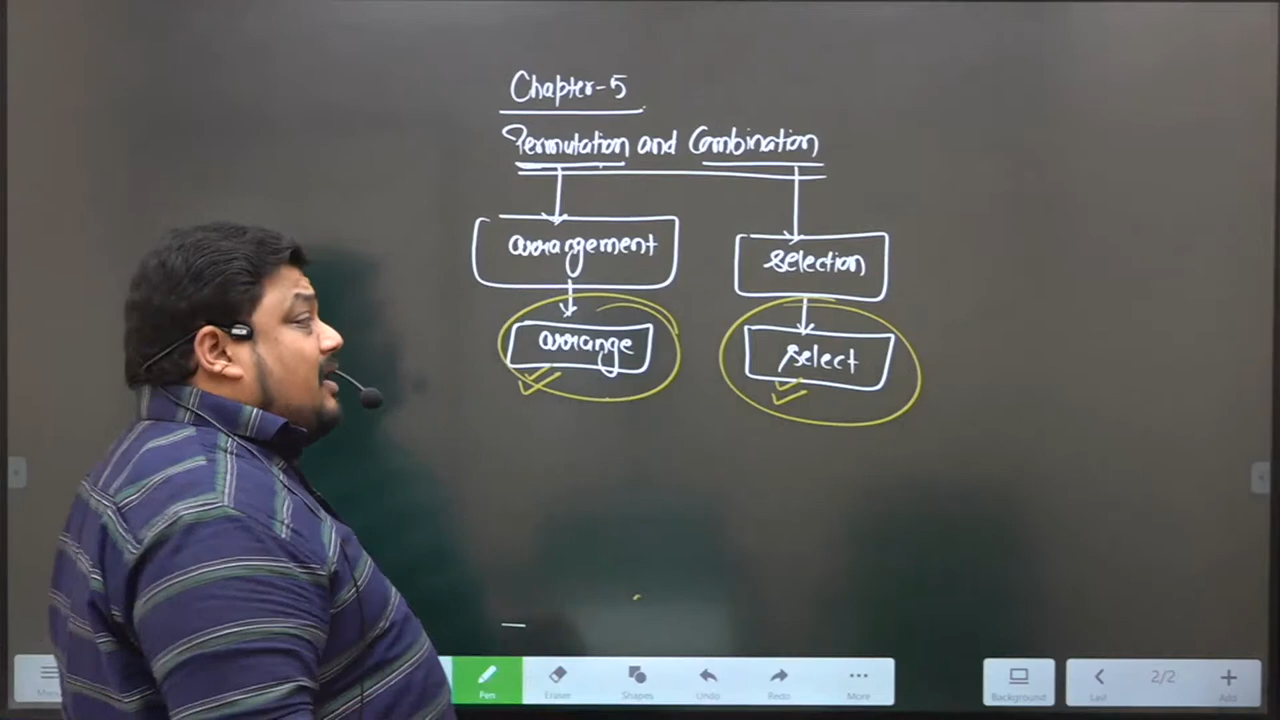 Chapter-5
Permutation and Combination
arrangement
selection
arrange
select
Pen
Eraser
Shapes
Undo
Redo
More
Background
Last
2/2
Add